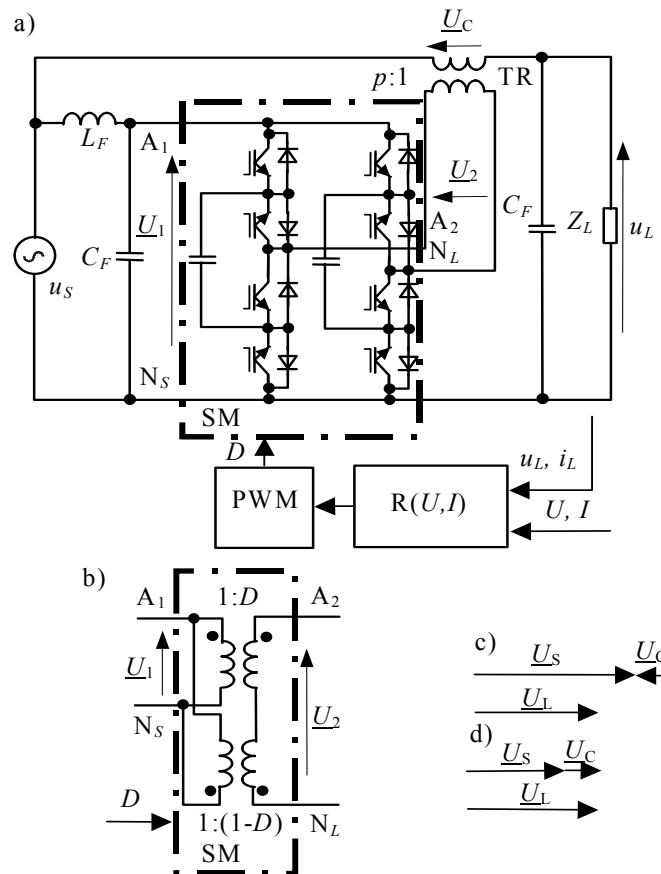 a)
U_C
p:1
TR
L_F
A_1
U_1
U_2
A_2
C_F
Z_L
u_L
C_F
N_L
u_S
N_S
SM
D
u_L, i_L
PWM
R(U,I)
U, I
b)
A_1
1:D
A_2
c)
U_S
U_C
U_1
U_L
N_S
U_2
d)
U_S
U_C
U_L
D
1:(1-D)
N_L
SM